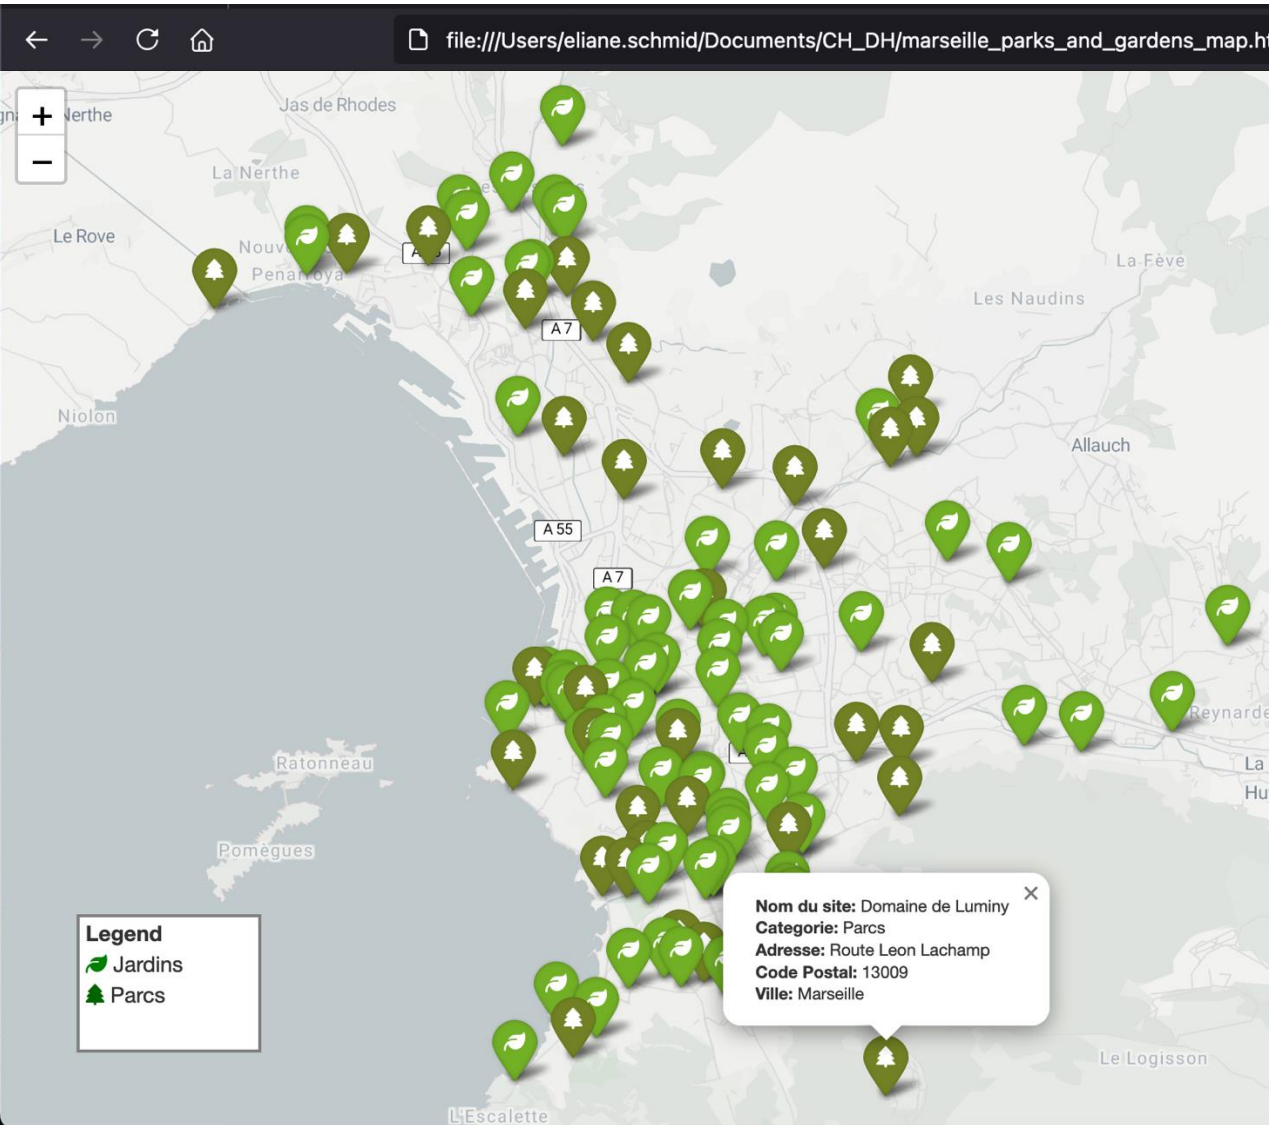 file:///Users/eliane.schmid/Documents/CH_DH/marseille_parks_and_gardens_map.ht
+
−
Nerthe
Jas de Rhodes
La Nerthe
Le Rove
Penarroya
La Fève
Les Naudins
A 7
Niolon
Allauch
A 55
A 7
Reynarde
Ratonneau
La
Hu
Pomègues
Nom du site: Domaine de Luminy
Categorie: Parcs
Adresse: Route Leon Lachamp
Code Postal: 13009
Ville: Marseille
Legend
Jardins
Parcs
Le Logisson
L'Escalette